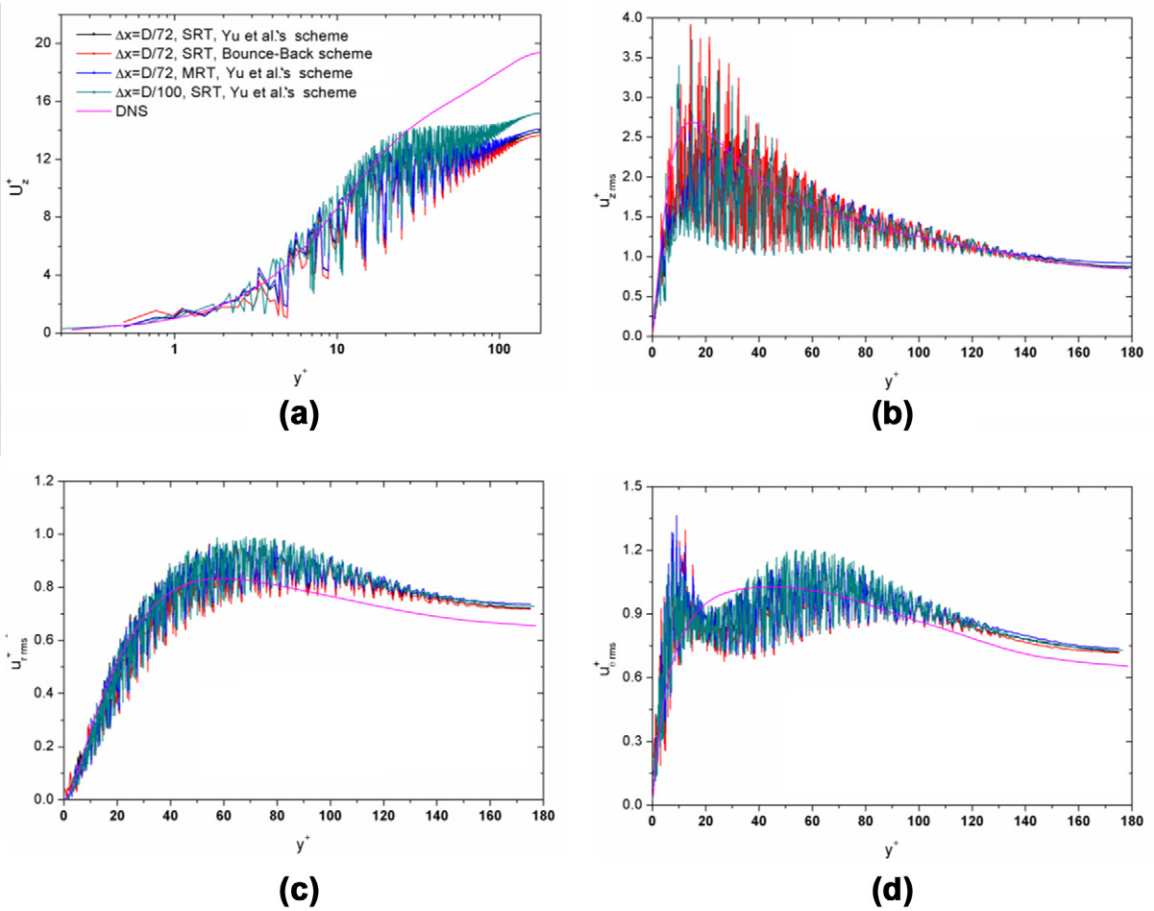 Δx=D/72, SRT, Yu et al.'s scheme
Δx=D/72, SRT, Bounce-Back scheme
Δx=D/72, MRT, Yu et al.'s scheme
Δx=D/100, SRT, Yu et al.'s scheme
DNS
20
16
12
8
4
0
U_z^+
1 10 100
y^+
(a)
4.0
3.5
3.0
2.5
2.0
1.5
1.0
0.5
0.0
u_z rms^+
0 20 40 60 80 100 120 140 160 180
y^+
(b)
1.2
1.0
0.8
0.6
0.4
0.2
0.0
u_r rms^+
0 20 40 60 80 100 120 140 160 180
y^+
(c)
1.5
1.2
0.9
0.6
0.3
0.0
u_θ rms^+
0 20 40 60 80 100 120 140 160 180
y^+
(d)